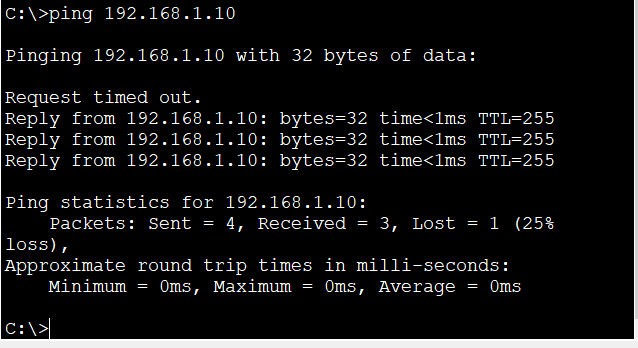 C:\>ping 192.168.1.10
Pinging 192.168.1.10 with 32 bytes of data:
Request timed out.
Reply from 192.168.1.10: bytes=32 time<1ms TTL=255
Reply from 192.168.1.10: bytes=32 time<1ms TTL=255
Reply from 192.168.1.10: bytes=32 time<1ms TTL=255
Ping statistics for 192.168.1.10:
    Packets: Sent = 4, Received = 3, Lost = 1 (25%
loss),
Approximate round trip times in milli-seconds:
    Minimum = 0ms, Maximum = 0ms, Average = 0ms
C:\>